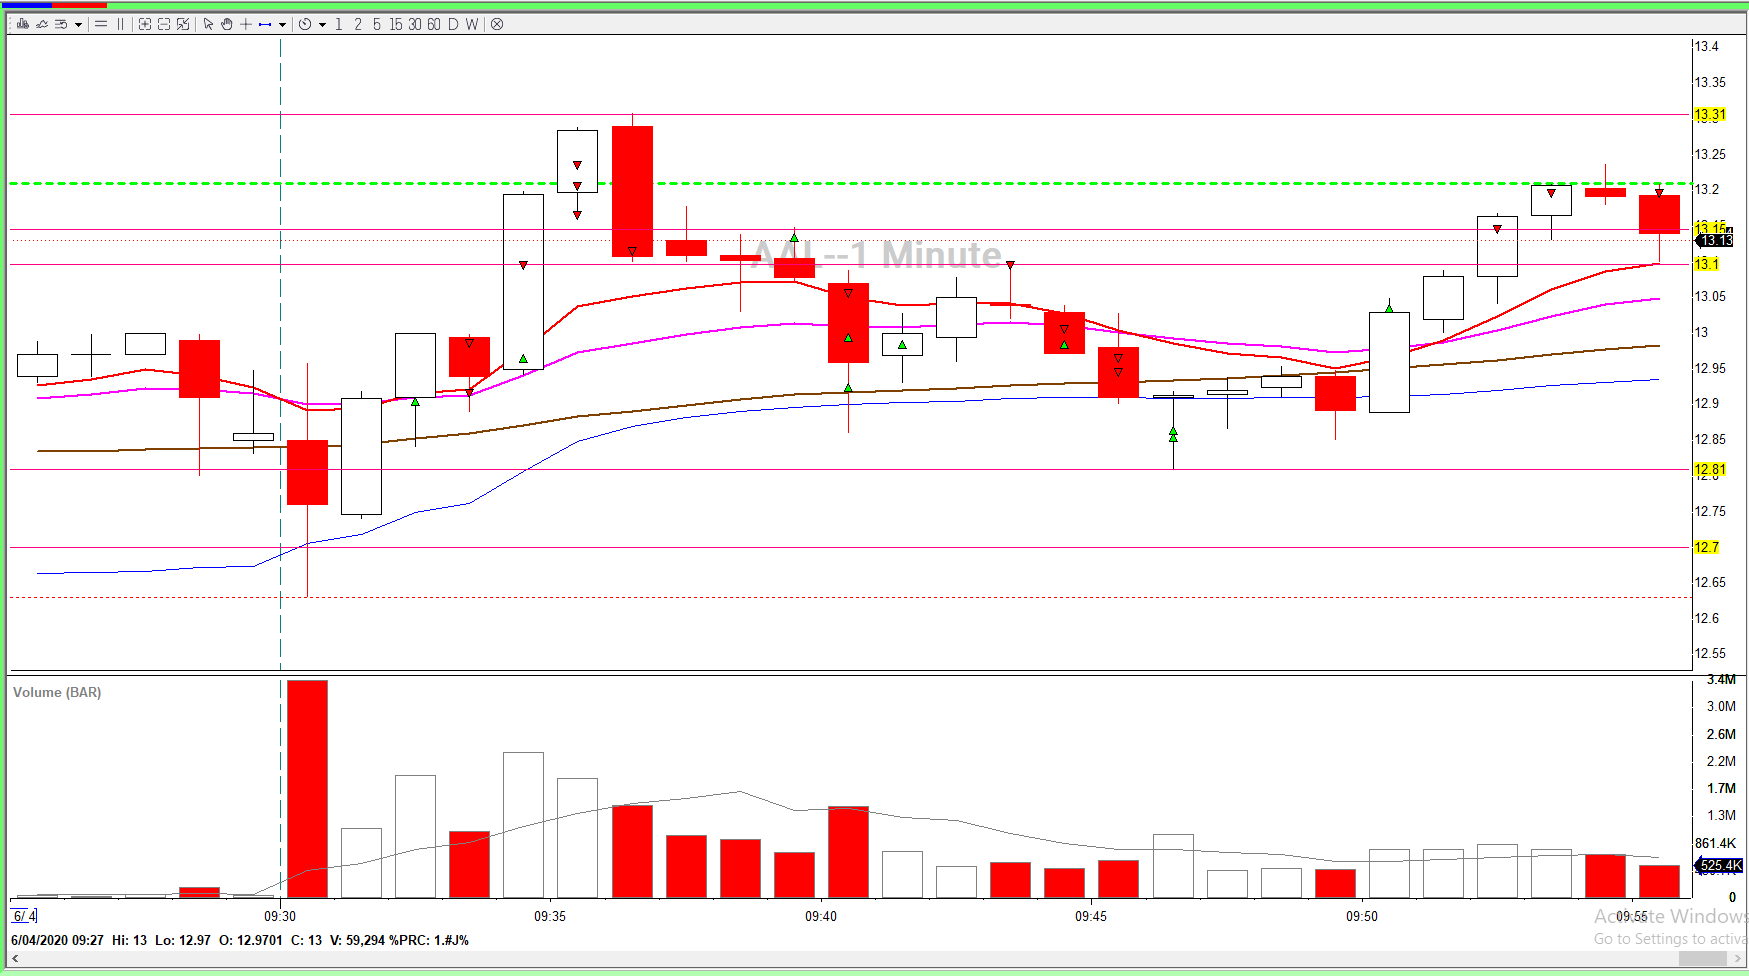 1 2 5 15 30 60 D W
AAL--1 Minute
13.4
13.35
13.31
13.25
13.2
13.15
13.13
13.1
13.05
13
12.95
12.9
12.85
12.81
12.8
12.75
12.7
12.65
12.6
12.55
Volume (BAR)
3.4M
3.0M
2.6M
2.2M
1.7M
1.3M
861.4K
525.4K
0
6/ 4 09:30 09:35 09:40 09:45 09:50 09:55
Activate Windows
Go to Settings to activa
6/04/2020 09:27 Hi: 13 Lo: 12.97 O: 12.9701 C: 13 V: 59,294 %PRC: 1.#J%